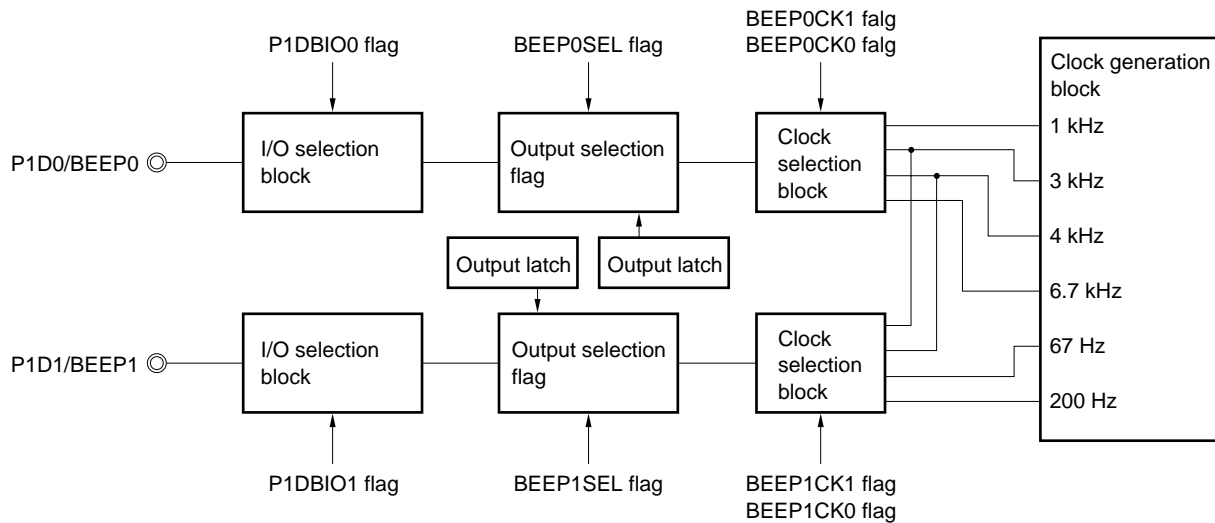 P1DBIO0 flag
BEEP0SEL flag
BEEP0CK1 falg
BEEP0CK0 falg
Clock generation
block
P1D0/BEEP0
I/O selection
block
Output selection
flag
Clock
selection
block
1 kHz
3 kHz
4 kHz
6.7 kHz
67 Hz
200 Hz
Output latch
Output latch
P1D1/BEEP1
I/O selection
block
Output selection
flag
Clock
selection
block
P1DBIO1 flag
BEEP1SEL flag
BEEP1CK1 flag
BEEP1CK0 flag